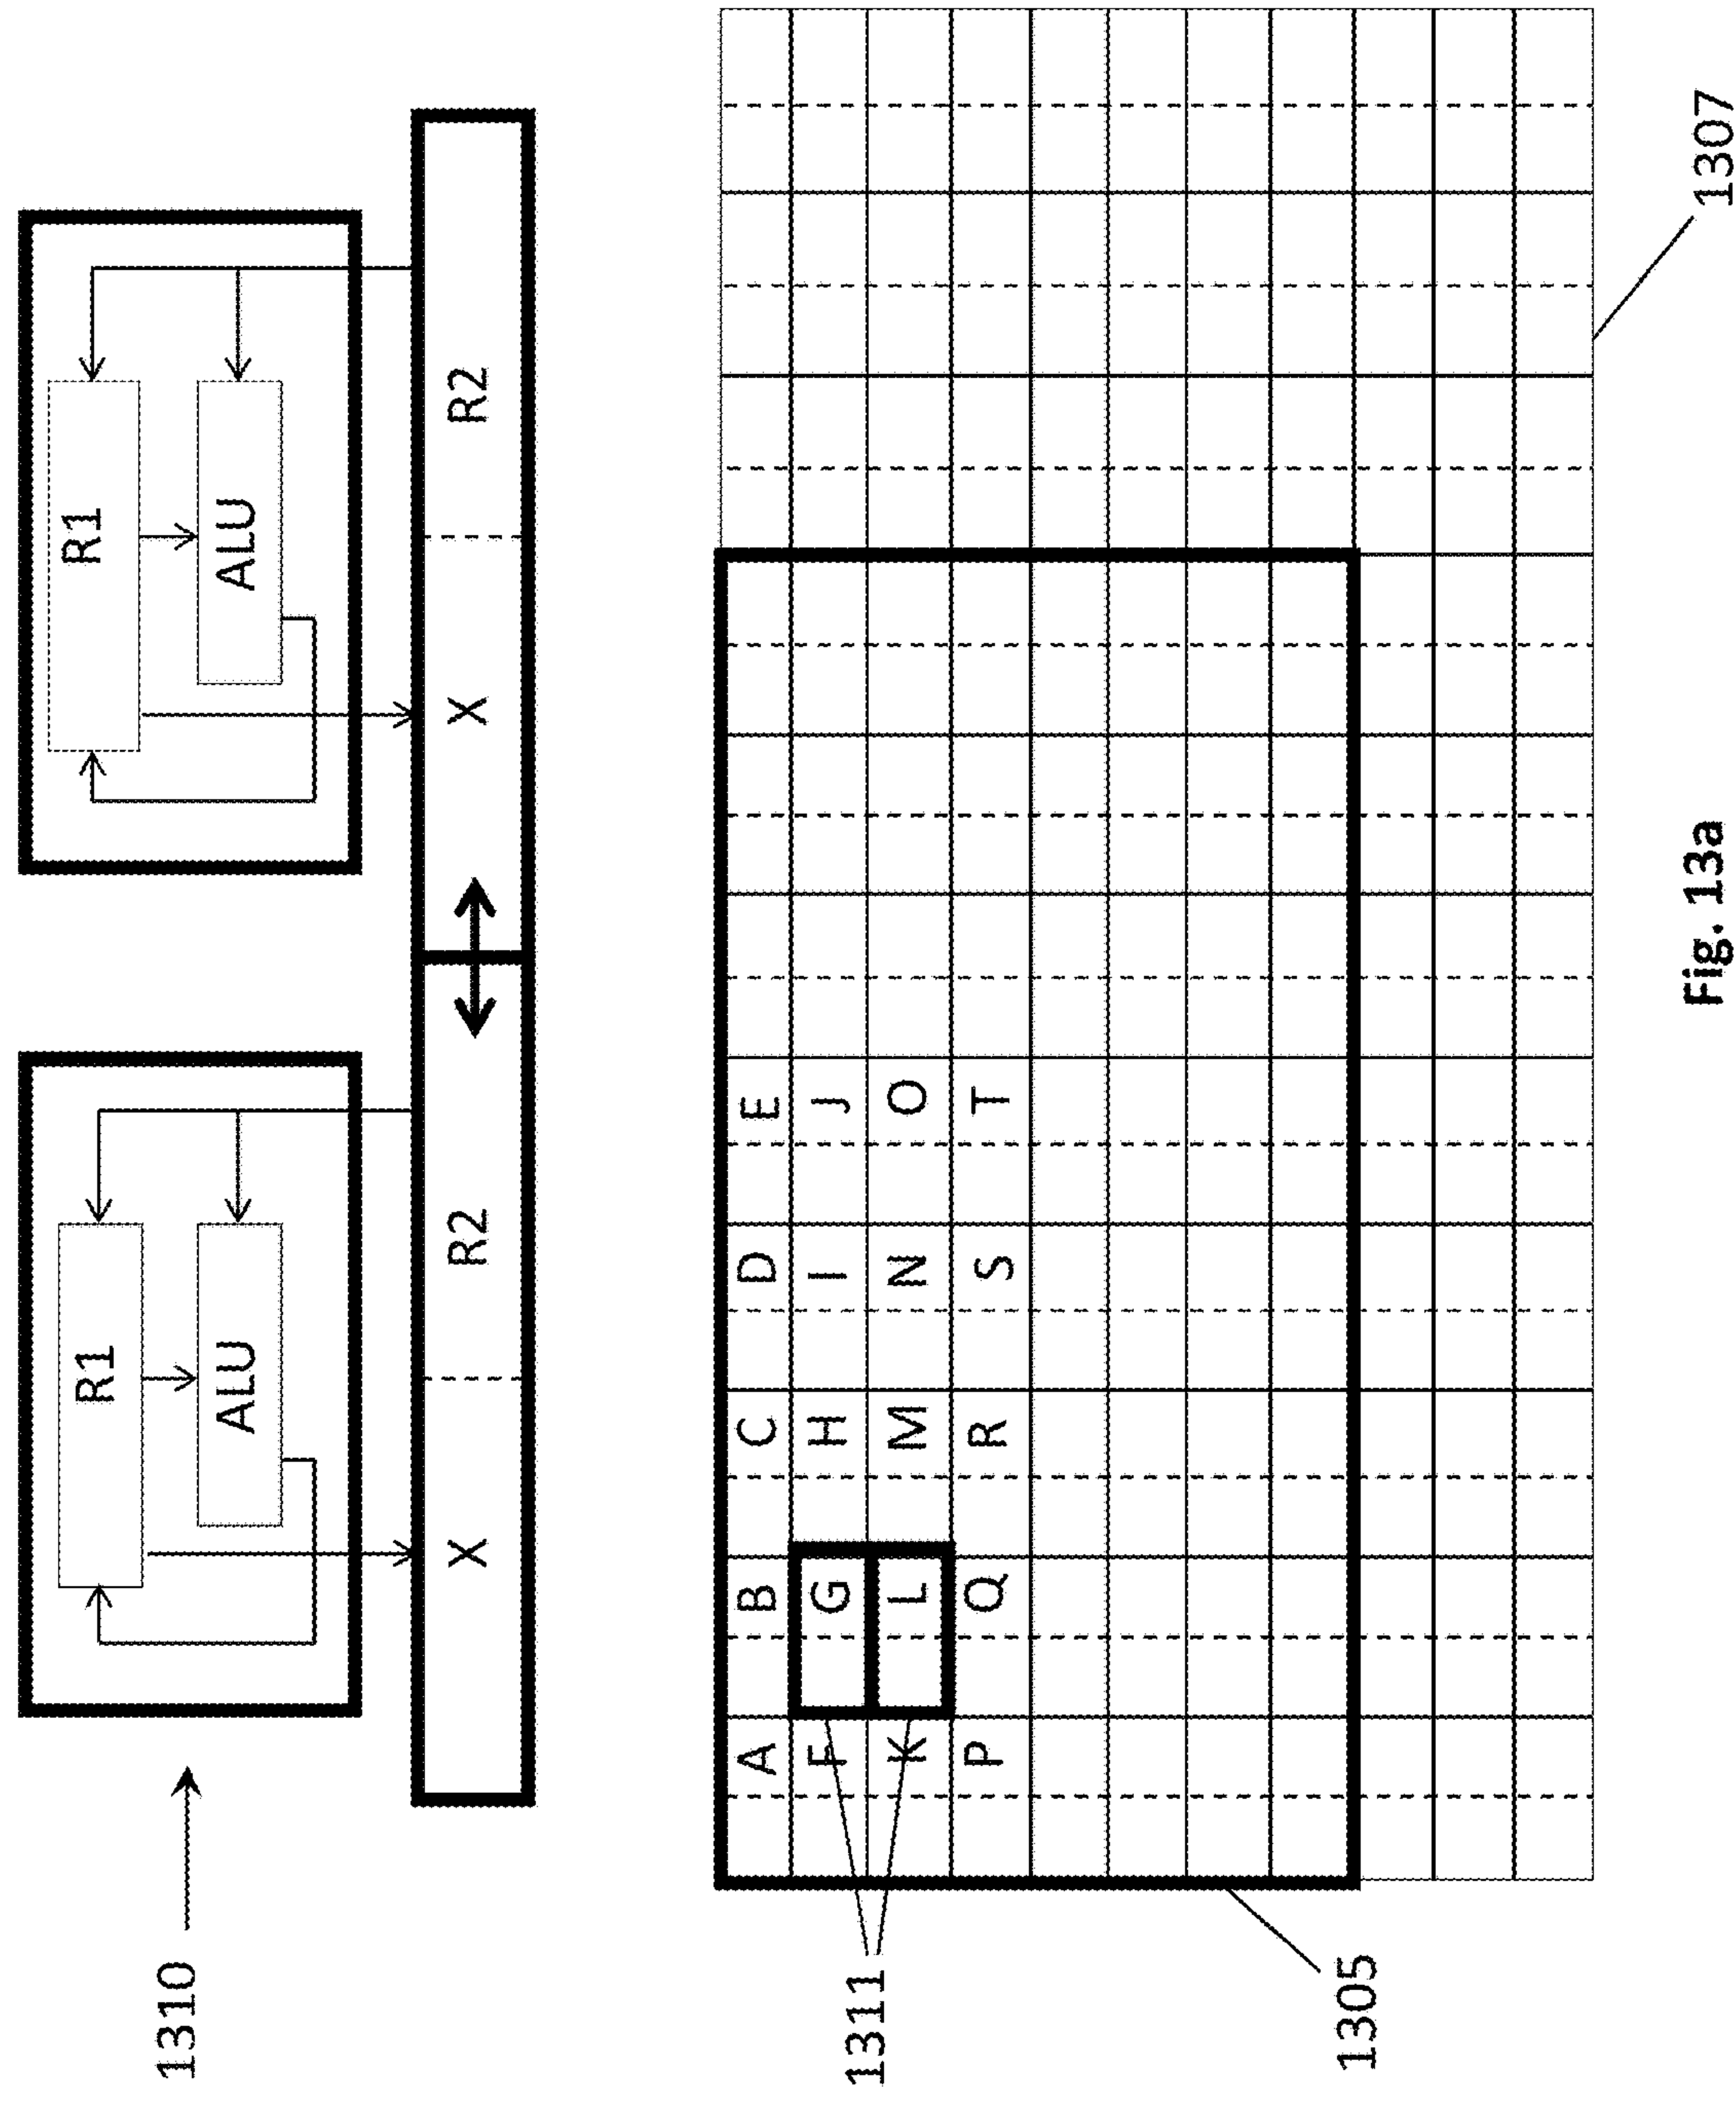 R1 R1
1310
ALU ALU
X R2 X R2
A B C D E
F G H I J
1311
K L M N O
P Q R S T
1305
Fig. 13a
1307